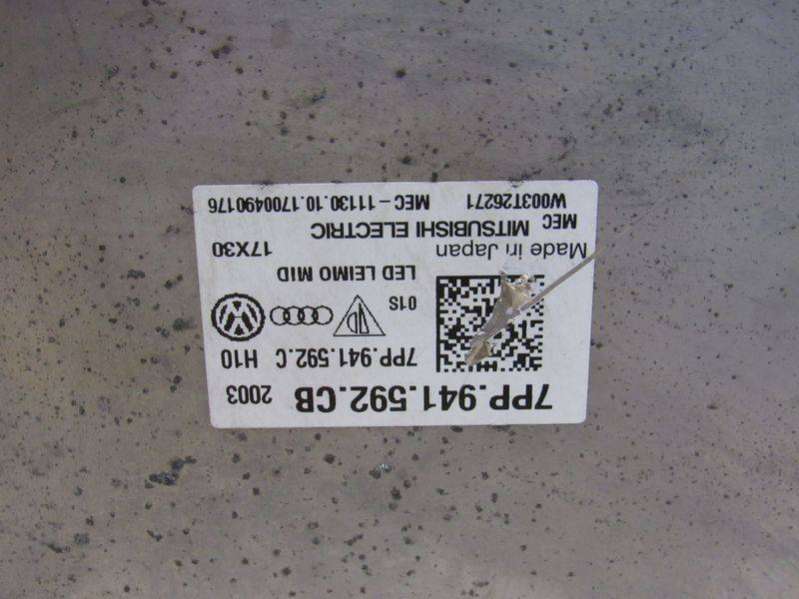 7PP.941.592.CB 2003
7PP.941.592.C H10
01S
LED LEIMO MID
Made in Japan 17X30
MEC MITSUBISHI ELECTRIC
W003T26271 MEC-11130.10.1700490176